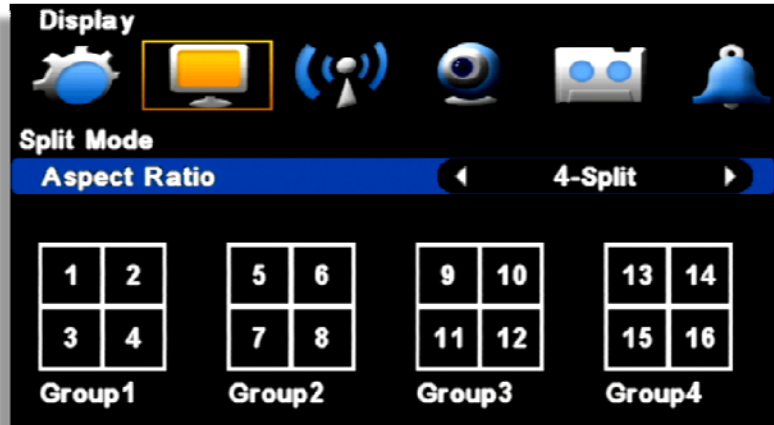 Display
Split Mode
Aspect Ratio 4-Split
1 2 5 6 9 10 13 14
3 4 7 8 11 12 15 16
Group1 Group2 Group3 Group4